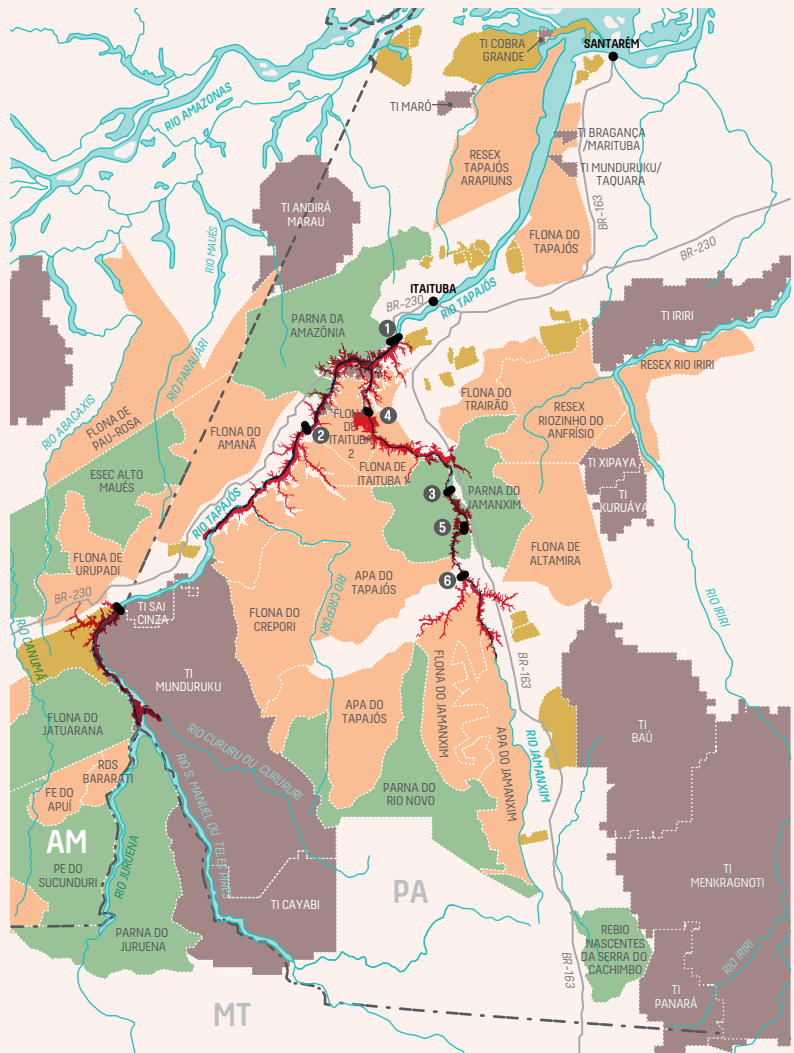 TI COBRA
GRANDE
SANTARÉM
RIO AMAZONAS
TI MARÓ
TI BRAGANÇA
/MARITUBA
RESEX
TAPAJÓS
ARAPIUNS
TI MUNDURUKU/
TAQUARA
TI ANDIRÁ
MARAU
BR-163
FLONA DO
TAPAJÓS
RIO MAUÉS
BR-230
ITAITUBA
BR-230
RIO TAPAJÓS
PARNA DA
AMAZÔNIA
1
TI IRIRI
RESEX RIO IRIRI
RIO PARAUARI
RIO ABACAXIS
FLONA DE
PAU-ROSA
FLONA DO
TRAIRÃO
RESEX
RIOZINHO DO
ANFRÍSIO
4
FLONA
DE
ITAITUBA
2
2
FLONA DO
AMANÃ
FLONA DE
ITAITUBA 1
TI XIPAYA
ESEC ALTO
MAUÉS
3
PARNA DO
JAMANXIM
TI
KURUÁYA
RIO TAPAJÓS
5
FLONA DE
URUPADI
FLONA DE
ALTAMIRA
BR-230
APA DO
TAPAJÓS
6
RIO CREPORI
TI SAI
CINZA
FLONA DO
CREPORI
RIO IRIRI
RIO CANUMÃ
TI
MUNDURUKU
FLONA DO JAMANXIM
BR-163
FLONA DO
JATUARANA
APA DO
TAPAJÓS
TI
BAÚ
RIO CURURU OU CURURURI
APA DO JAMANXIM
RIO JAMANXIM
RDS
BARARATI
RIO S. MANUEL OU TELES PIRES
FE DO
APUÍ
PARNA DO
RIO NOVO
AM
PE DO
SUCUNDURI
RIO JURUENA
PA
TI
MENKRAGNOTI
TI CAYABI
PARNA DO
JURUENA
REBIO
NASCENTES
DA SERRA DO
CACHIMBO
BR-163
RIO IRIRI
TI
PANARÁ
MT